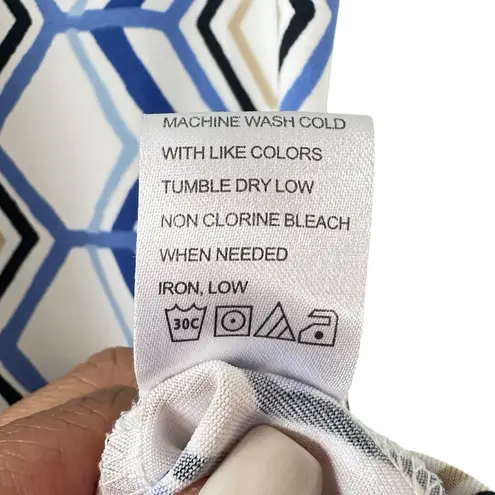 MACHINE WASH COLD
WITH LIKE COLORS
TUMBLE DRY LOW
NON CLORINE BLEACH
WHEN NEEDED
IRON, LOW
30C